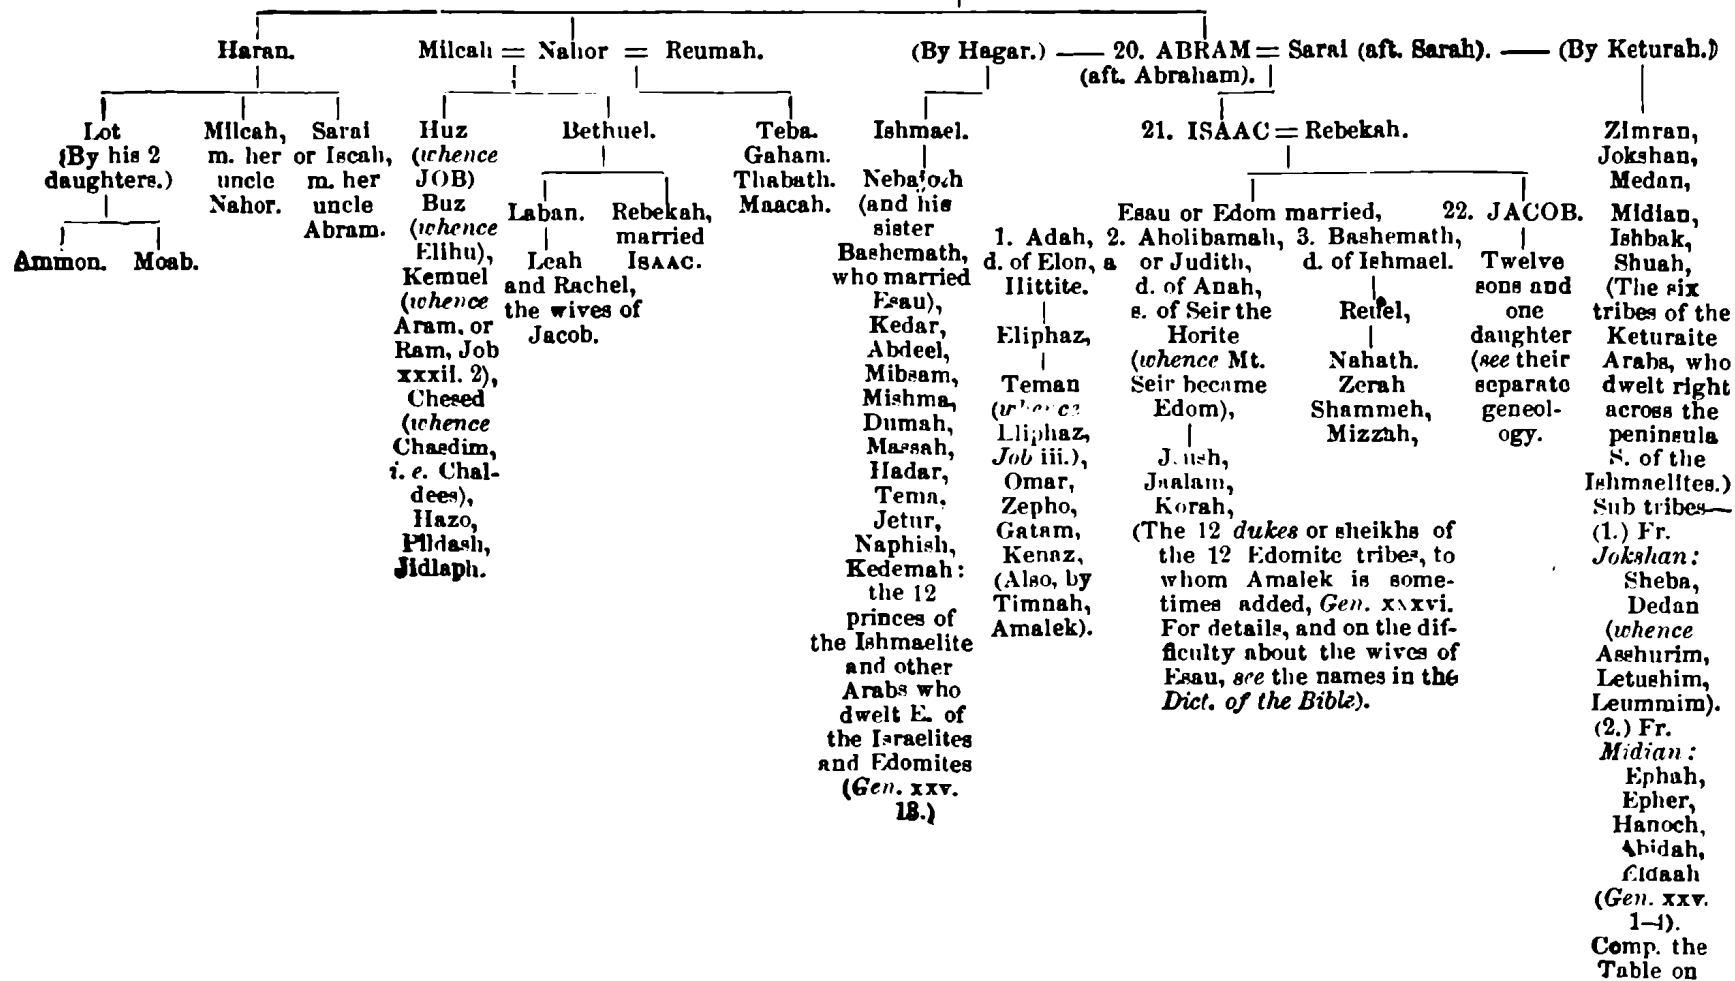 Haran.
Milcah = Nahor = Reumah.
(By Hagar.) — 20. ABRAM = Sarai (aft. Sarah). — (By Keturah.)
(aft. Abraham).
Lot
(By his 2
daughters.)
Ammon. Moab.
Milcah,
m. her
uncle
Nahor.
Sarai
or Iscah,
m. her
uncle
Abram.
Huz
(whence
JOB)
Buz
(whence
Elihu),
Kemuel
(whence
Aram, or
Ram, Job
xxxii. 2),
Chesed
(whence
Chasdim,
i. e. Chal-
dees),
Hazo,
Pildash,
Jidlaph.
Bethuel.
Laban.
Leah
and Rachel,
the wives of
Jacob.
Rebekah,
married
ISAAC.
Teba.
Gaham.
Thabath.
Maacah.
Ishmael.
(and his
sister
Bashemath,
who married
Esau),
Kedar,
Abdeel,
Mibsam,
Mishma,
Dumah,
Massah,
Hadar,
Tema,
Jetur,
Naphish,
Kedemah:
the 12
princes of
the Ishmaelite
and other
Arabs who
dwelt E. of
the Israelites
and Edomites
(Gen. xxv.
18.)
21. ISAAC = Rebekah.
Esau or Edom married,
1. Adah,
d. of Elon, a
Hittite.
Eliphaz,
Teman
(whence
Eliphaz,
Job iii.),
Omar,
Zepho,
Gatam,
Kenaz,
(Also, by
Timnah,
Amalek).
2. Aholibamah,
or Judith,
d. of Anah,
s. of Seir the
Horite
(whence Mt.
Seir became
Edom),
Jaalam,
Korah,
3. Bashemath,
d. of Ishmael.
Reuel,
Nahath.
Zerah
Shammeh,
Mizzah,
(The 12 dukes or sheikhs of
the 12 Edomite tribes, to
whom Amalek is some-
times added, Gen. xxxvi.
For details, and on the dif-
ficulty about the wives of
Esau, see the names in the
Dict. of the Bible).
22. JACOB.
Twelve
sons and
one
daughter
(see their
separate
geneol-
ogy.
Zimran,
Jokshan,
Medan,
Midian,
Ishbak,
Shuah,
(The six
tribes of the
Keturaite
Arabs, who
dwelt right
across the
peninsula
S. of the
Ishmaelites.)
Sub tribes—
(1.) Fr.
Jokshan:
Sheba,
Dedan
(whence
Asshurim,
Letushim,
Leummim).
(2.) Fr.
Midian:
Ephah,
Epher,
Hanoch,
Abidah,
Eldaah
(Gen. xxv.
1-4).
Comp. the
Table on